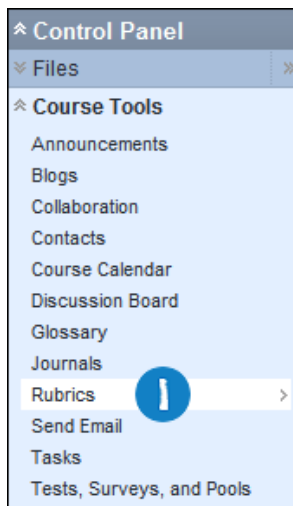 Control Panel
Files
Course Tools
Announcements
Blogs
Collaboration
Contacts
Course Calendar
Discussion Board
Glossary
Journals
Rubrics 1
Send Email
Tasks
Tests, Surveys, and Pools